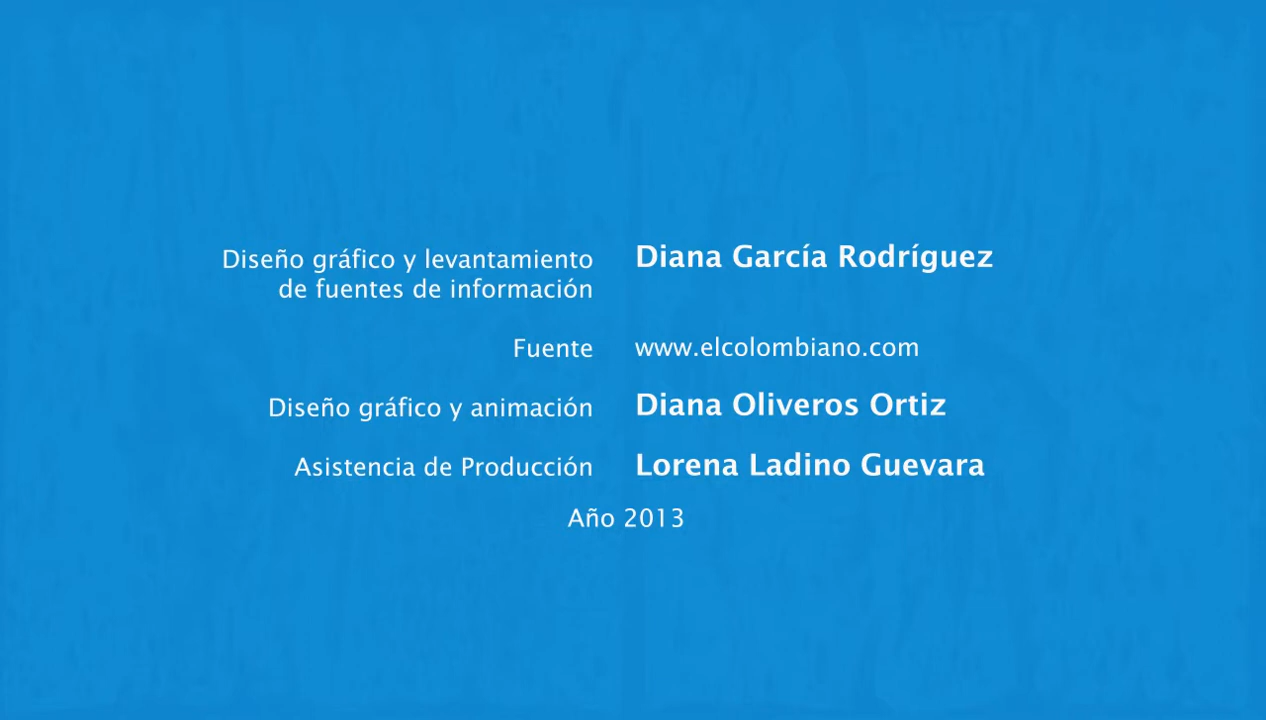 Diseño gráfico y levantamiento Diana García Rodríguez
de fuentes de información
Fuente www.elcolombiano.com
Diseño gráfico y animación Diana Oliveros Ortiz
Asistencia de Producción Lorena Ladino Guevara
Año 2013